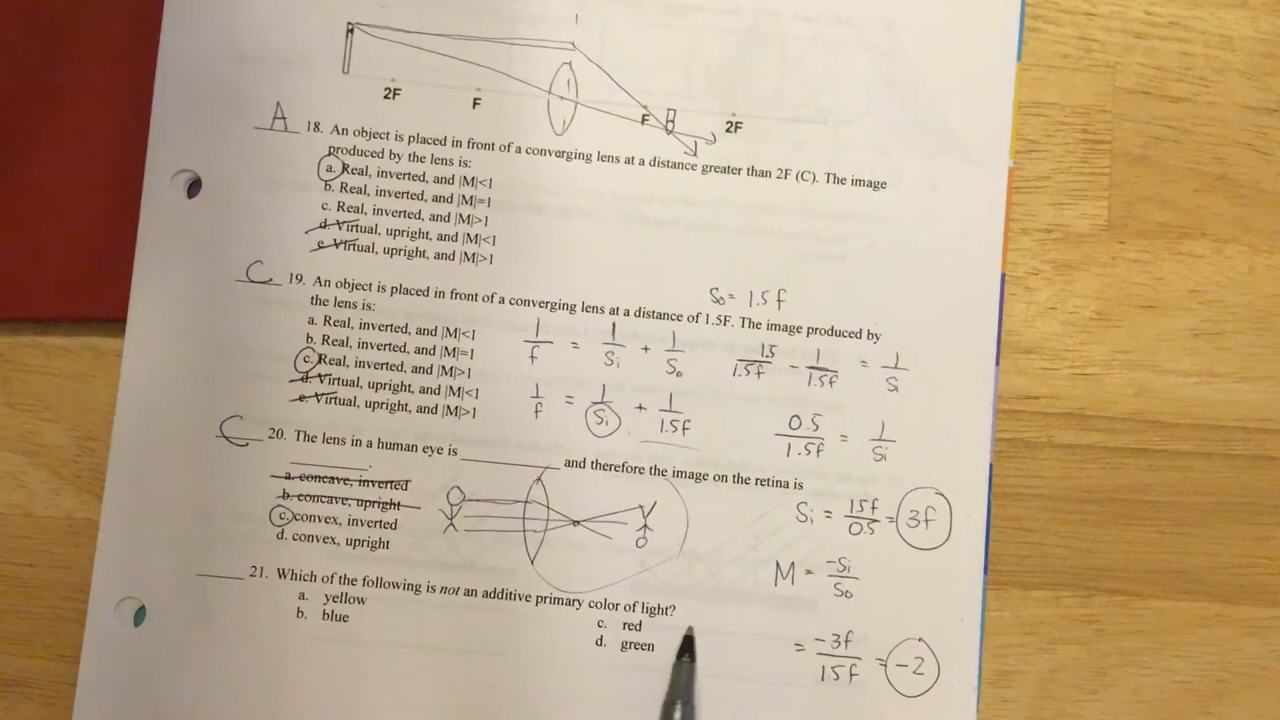 2F
F
F
2F
A 18. An object is placed in front of a converging lens at a distance greater than 2F (C). The image
produced by the lens is:
a. Real, inverted, and |M|<1
b. Real, inverted, and |M|=1
c. Real, inverted, and |M|>1
d. Virtual, upright, and |M|<1
e. Virtual, upright, and |M|>1
So = 1.5f
C 19. An object is placed in front of a converging lens at a distance of 1.5F. The image produced by
the lens is:
a. Real, inverted, and |M|<1
b. Real, inverted, and |M|=1
c. Real, inverted, and |M|>1
d. Virtual, upright, and |M|<1
e. Virtual, upright, and |M|>1
1/f = 1/Si + 1/So
1.5/1.5f - 1/1.5f = 1/Si
1/f = 1/Si + 1/1.5f
0.5/1.5f = 1/Si
C 20. The lens in a human eye is ____________ and therefore the image on the retina is
__________.
a. concave, inverted
b. concave, upright
c. convex, inverted
d. convex, upright
Si = 1.5f/0.5 = 3f
M = -Si/So
= -3f/1.5f = -2
_____ 21. Which of the following is not an additive primary color of light?
a. yellow
b. blue
c. red
d. green